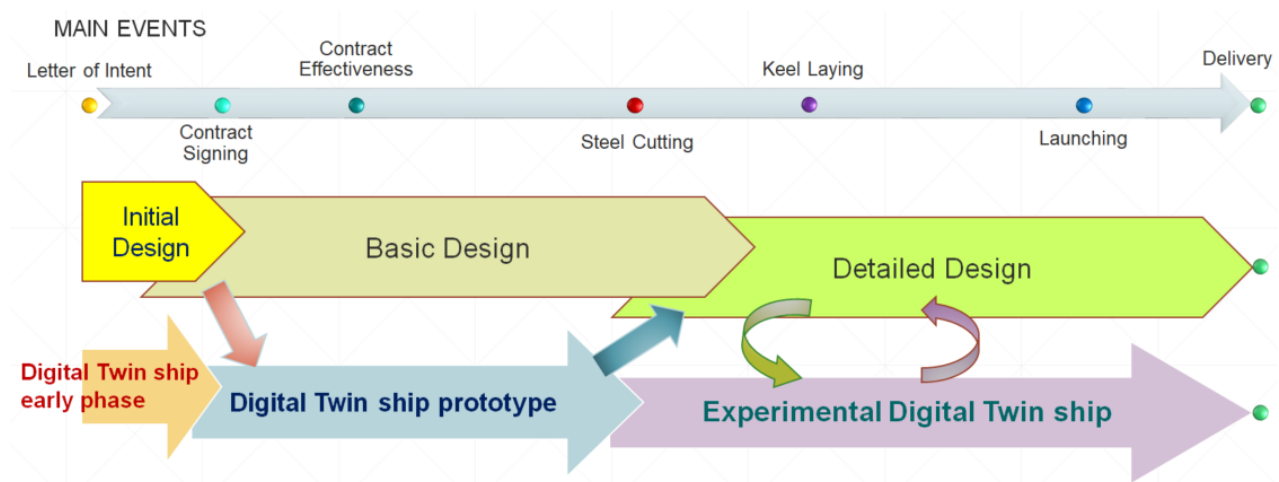 MAIN EVENTS
Letter of Intent
Contract
Effectiveness
Keel Laying
Delivery
Contract
Signing
Steel Cutting
Launching
Initial
Design
Basic Design
Detailed Design
Digital Twin ship
early phase
Digital Twin ship prototype
Experimental Digital Twin ship